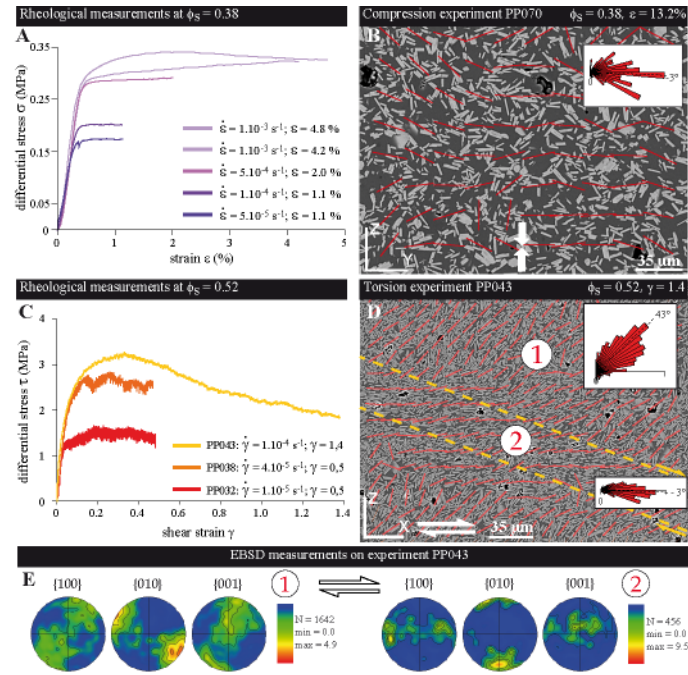 Rheological measurements at ϕS = 0.38
A
differential stress σ (MPa)
0.35
0.25
0.15
0.05
0
0
1
2
3
4
5
strain ε (%)
ε̇ = 1.10⁻³ s⁻¹; ε = 4.8 %
ε̇ = 1.10⁻³ s⁻¹; ε = 4.2 %
ε̇ = 5.10⁻⁴ s⁻¹; ε = 2.0 %
ε̇ = 1.10⁻⁴ s⁻¹; ε = 1.1 %
ε̇ = 5.10⁻⁵ s⁻¹; ε = 1.1 %
Compression experiment PP070 ϕS = 0.38, ε = 13.2%
B
-3°
Z
Y
35 μm
Rheological measurements at ϕS = 0.52
C
differential stress τ (MPa)
4
3
2
1
0
0
0.2
0.4
0.6
0.8
1
1.2
1.4
shear strain γ
PP043: γ̇ = 1.10⁻⁴ s⁻¹; γ = 1,4
PP038: γ̇ = 4.10⁻⁵ s⁻¹; γ = 0,5
PP032: γ̇ = 1.10⁻⁵ s⁻¹; γ = 0,5
Torsion experiment PP043 ϕS = 0.52, γ = 1.4
D
43°
1
2
0
-3°
Z
X
35 μm
EBSD measurements on experiment PP043
E
{100} {010} {001}
1
N = 1642
min = 0.0
max = 4.9
{100} {010} {001}
2
N = 456
min = 0.0
max = 9.5